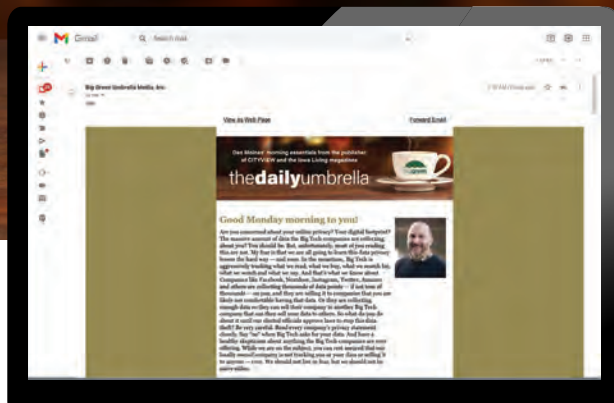 Gmail
Search mail
Big Green Umbrella Media, Inc.
View as Web Page
Forward Email
Des Moines' morning essentials from the publisher
of CITYVIEW and the Iowa Living magazines
thedailyumbrella
Good Monday morning to you!
Are you concerned about your online privacy? Your digital footprint?
The massive amount of data the Big Tech companies are collecting
about you? You should be. But, unfortunately, most of you reading
this are not. My fear is that we are all going to learn this data privacy
lesson the hard way — and soon. In the meantime, Big Tech is
aggressively tracking what we read, what we buy, what we search for,
what we watch and what we say. And that's what we know about.
Companies like Facebook, Nextdoor, Instagram, Twitter, Amazon
and others are collecting thousands of data points — if not tens of
thousands — on you, and they are selling it to companies that you are
likely not comfortable having that data. Or they are collecting
enough data so they can sell their company to another Big Tech
company that can then sell your data to others. So what do you do
about it until our elected officials approve laws to stop this data
theft? Be very careful. Read every company's privacy statement
closely. Say "no" when Big Tech asks for your data. And have a
healthy skepticism about anything the Big Tech companies are ever
offering. While we are on the subject, you can rest assured that our
locally owned company is not tracking you or your data or selling it
to anyone — ever. We should not live in fear, but we should not be
naive either.